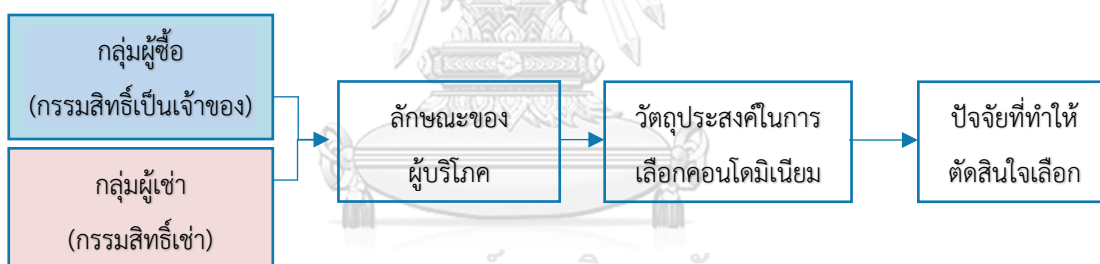 กลุ่มผู้ซื้อ
(กรรมสิทธิ์เป็นเจ้าของ)
กลุ่มผู้เช่า
(กรรมสิทธิ์เช่า)
ลักษณะของ
ผู้บริโภค
วัตถุประสงค์ในการ
เลือกคอนโดมิเนียม
ปัจจัยที่ทำให้
ตัดสินใจเลือก